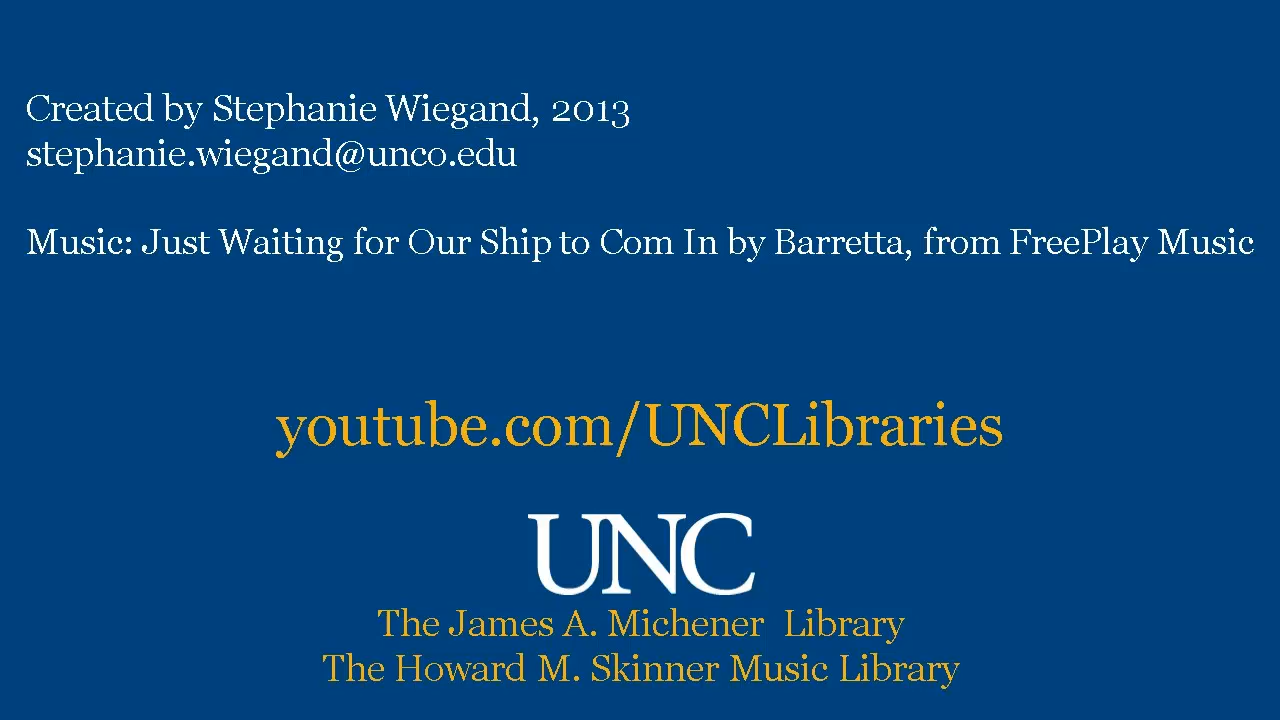 Created by Stephanie Wiegand, 2013
stephanie.wiegand@unco.edu
Music: Just Waiting for Our Ship to Com In by Barretta, from FreePlay Music
youtube.com/UNCLibraries
UNC
The James A. Michener  Library
The Howard M. Skinner Music Library